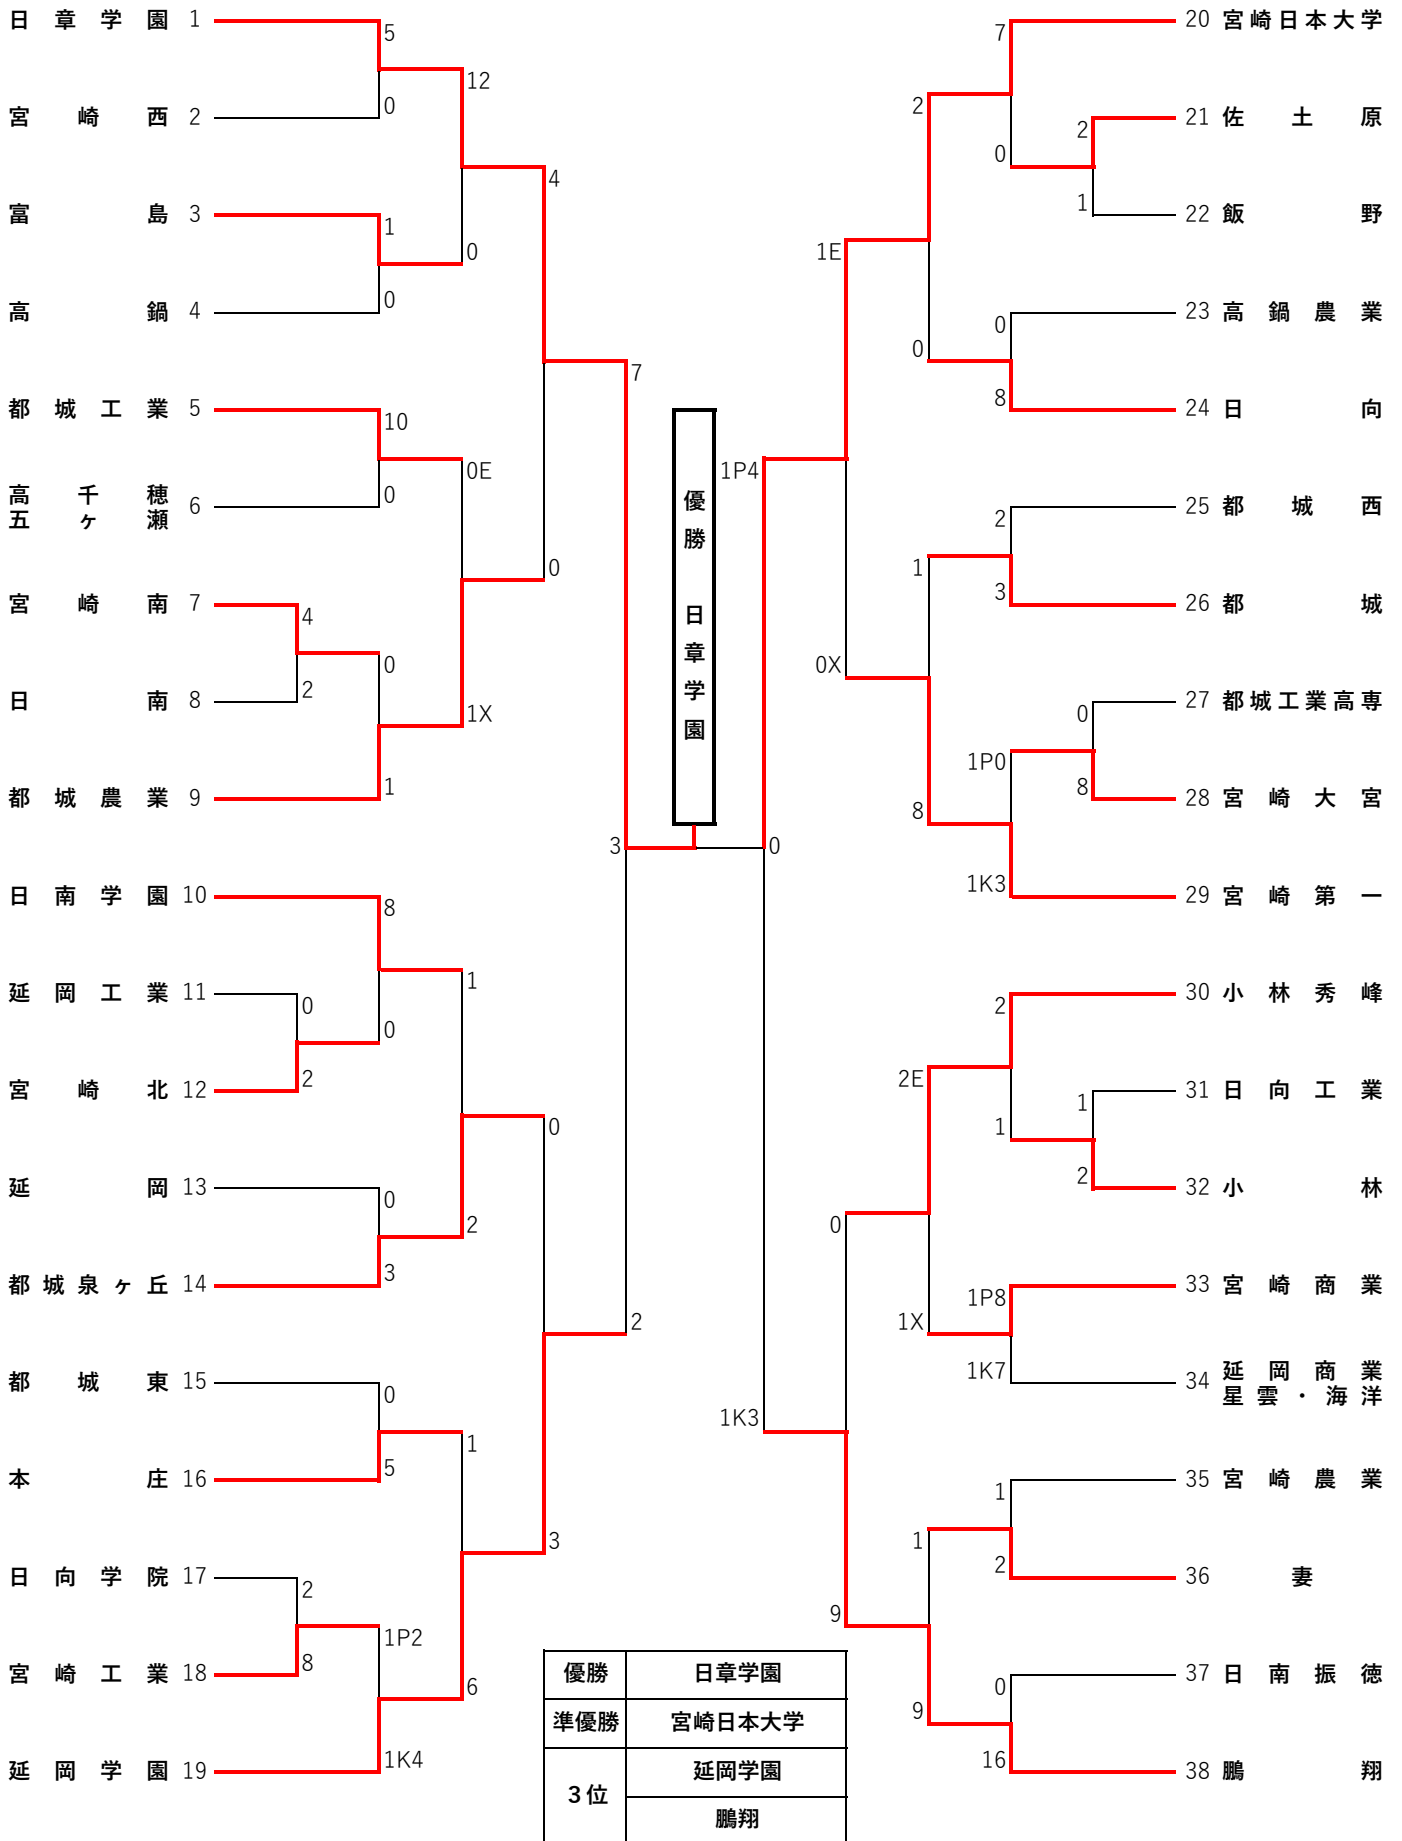 日章学園 1
5
0
宮崎西 2
12
富島 3
1
0
高鍋 4
0
4
都城工業 5
10
0
高千穂
五ヶ瀬 6
0E
宮崎南 7
4
2
日南 8
0
1
都城農業 9
1X
0
7
日南学園 10
8
0
延岡工業 11
0
2
宮崎北 12
1
延岡 13
0
3
都城泉ヶ丘 14
2
0
都城東 15
0
5
本庄 16
1
日向学院 17
2
8
宮崎工業 18
1P2
1K4
延岡学園 19
6
3
2
3
優勝 日章学園
0
20 宮崎日本大学
7
0
21 佐土原
2
1
22 飯野
2
23 高鍋農業
0
8
24 日向
0
1E
25 都城西
2
3
26 都城
1
27 都城工業高専
0
8
28 宮崎大宮
1P0
1K3
29 宮崎第一
8
0X
1P4
30 小林秀峰
2
1
31 日向工業
1
2
32 小林
2E
33 宮崎商業
1P8
1K7
34 延岡商業
星雲・海洋
1X
0
35 宮崎農業
1
2
36 妻
1
37 日南振徳
0
16
38 鵬翔
9
9
1K3
優勝 日章学園
準優勝 宮崎日本大学
3位 延岡学園
鵬翔